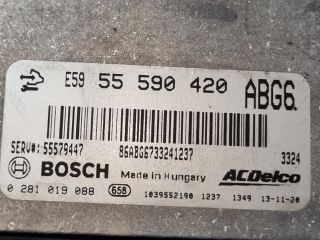 E59 55 590 420 ABG6
SERV#: 55579447 86ABG6733241237 3324
BOSCH Made in Hungary ACDelco
0 281 019 088 658 1039S52190 1237 1349 13-11-20